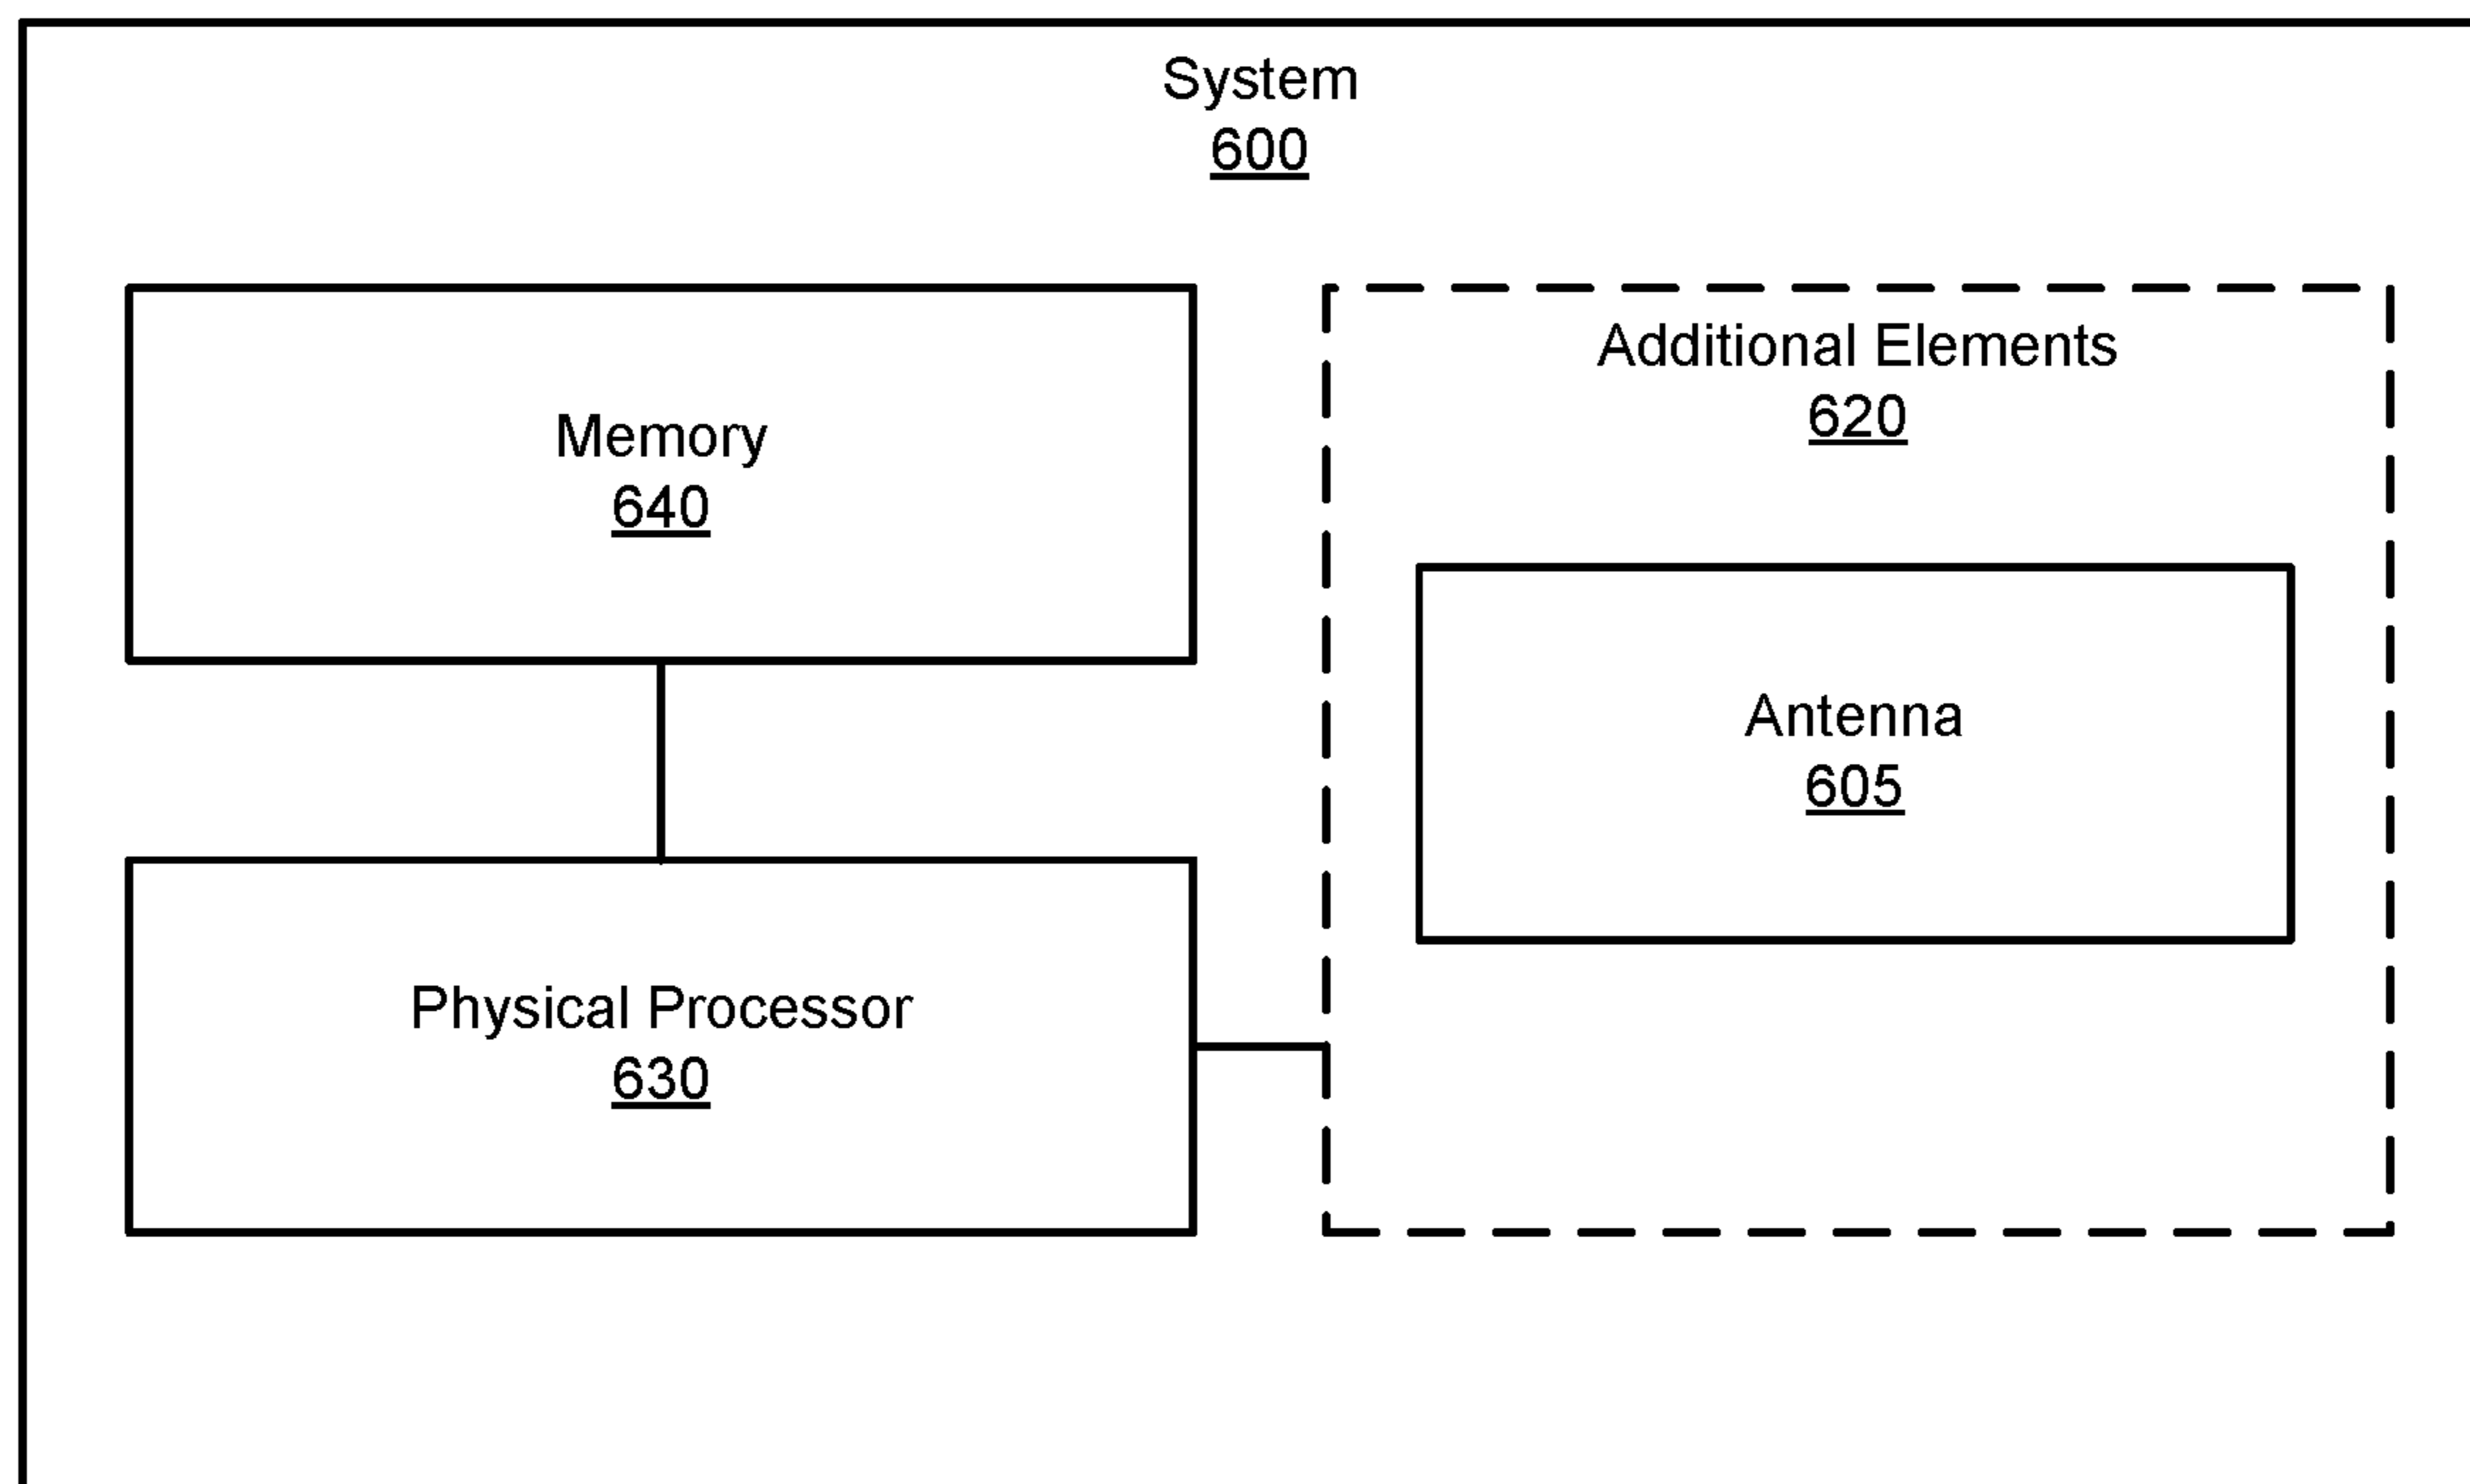 System
600
Memory
640
Additional Elements
620
Antenna
605
Physical Processor
630